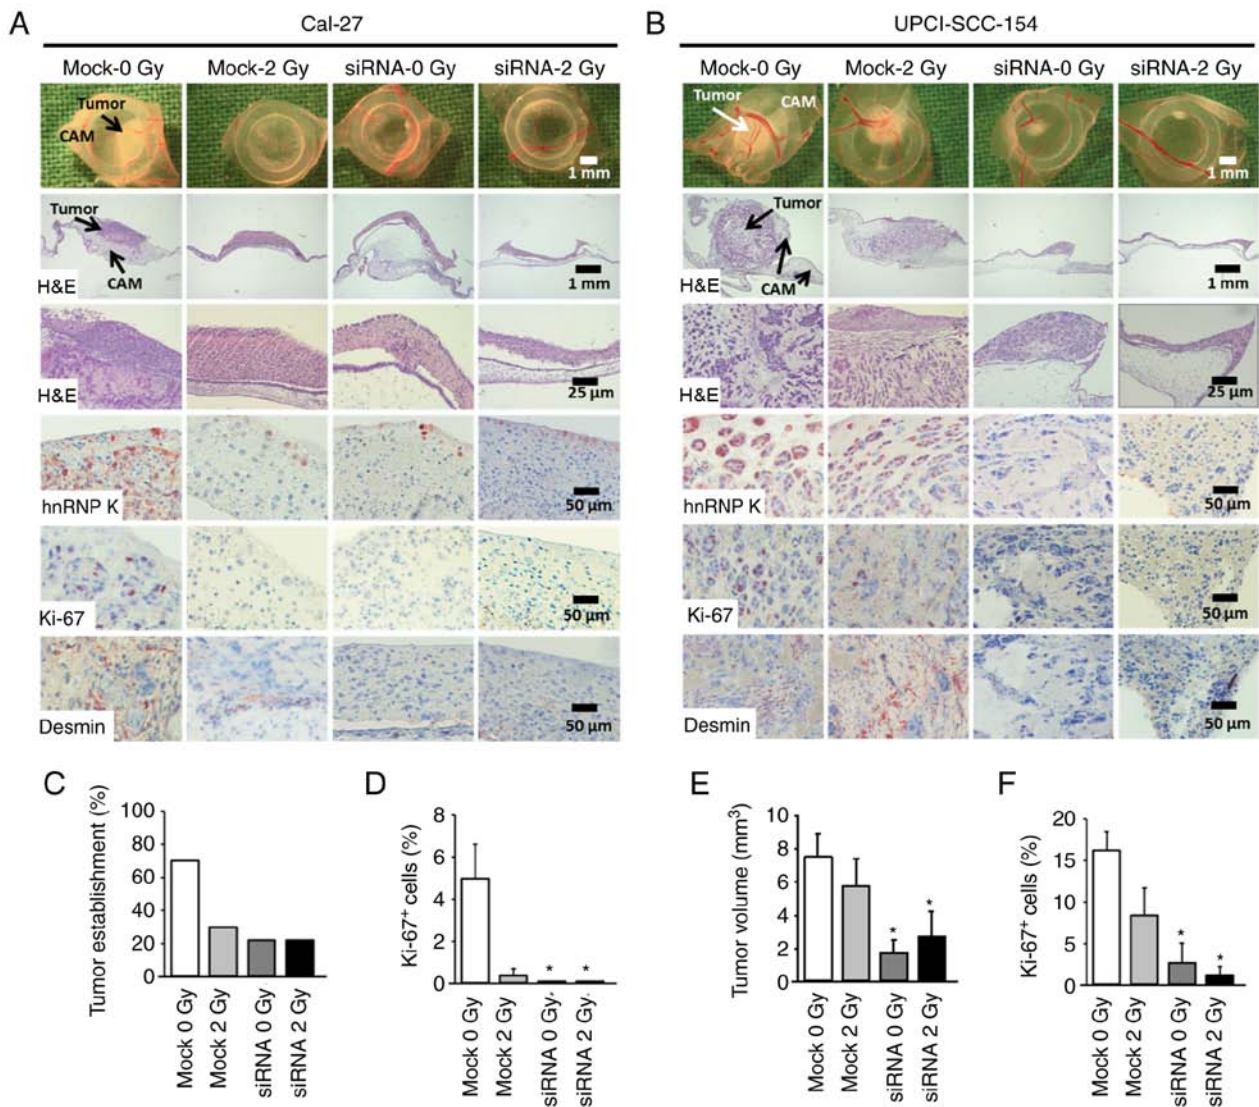 A
Cal-27
Mock-0 Gy Mock-2 Gy siRNA-0 Gy siRNA-2 Gy
Tumor
CAM
1 mm
Tumor
CAM
H&E
1 mm
H&E
25 µm
hnRNP K
50 µm
Ki-67
50 µm
Desmin
50 µm
B
UPCI-SCC-154
Mock-0 Gy Mock-2 Gy siRNA-0 Gy siRNA-2 Gy
Tumor
CAM
1 mm
Tumor
CAM
H&E
1 mm
H&E
25 µm
hnRNP K
50 µm
Ki-67
50 µm
Desmin
50 µm
C
Tumor establishment (%)
100
80
60
40
20
0
Mock 0 Gy
Mock 2 Gy
siRNA 0 Gy
siRNA 2 Gy
D
Ki-67+ cells (%)
8
6
4
2
0
* *
Mock 0 Gy
Mock 2 Gy
siRNA 0 Gy
siRNA 2 Gy
E
Tumor volume (mm³)
10
8
6
4
2
0
* *
Mock 0 Gy
Mock 2 Gy
siRNA 0 Gy
siRNA 2 Gy
F
Ki-67+ cells (%)
20
15
10
5
0
* *
Mock 0 Gy
Mock 2 Gy
siRNA 0 Gy
siRNA 2 Gy